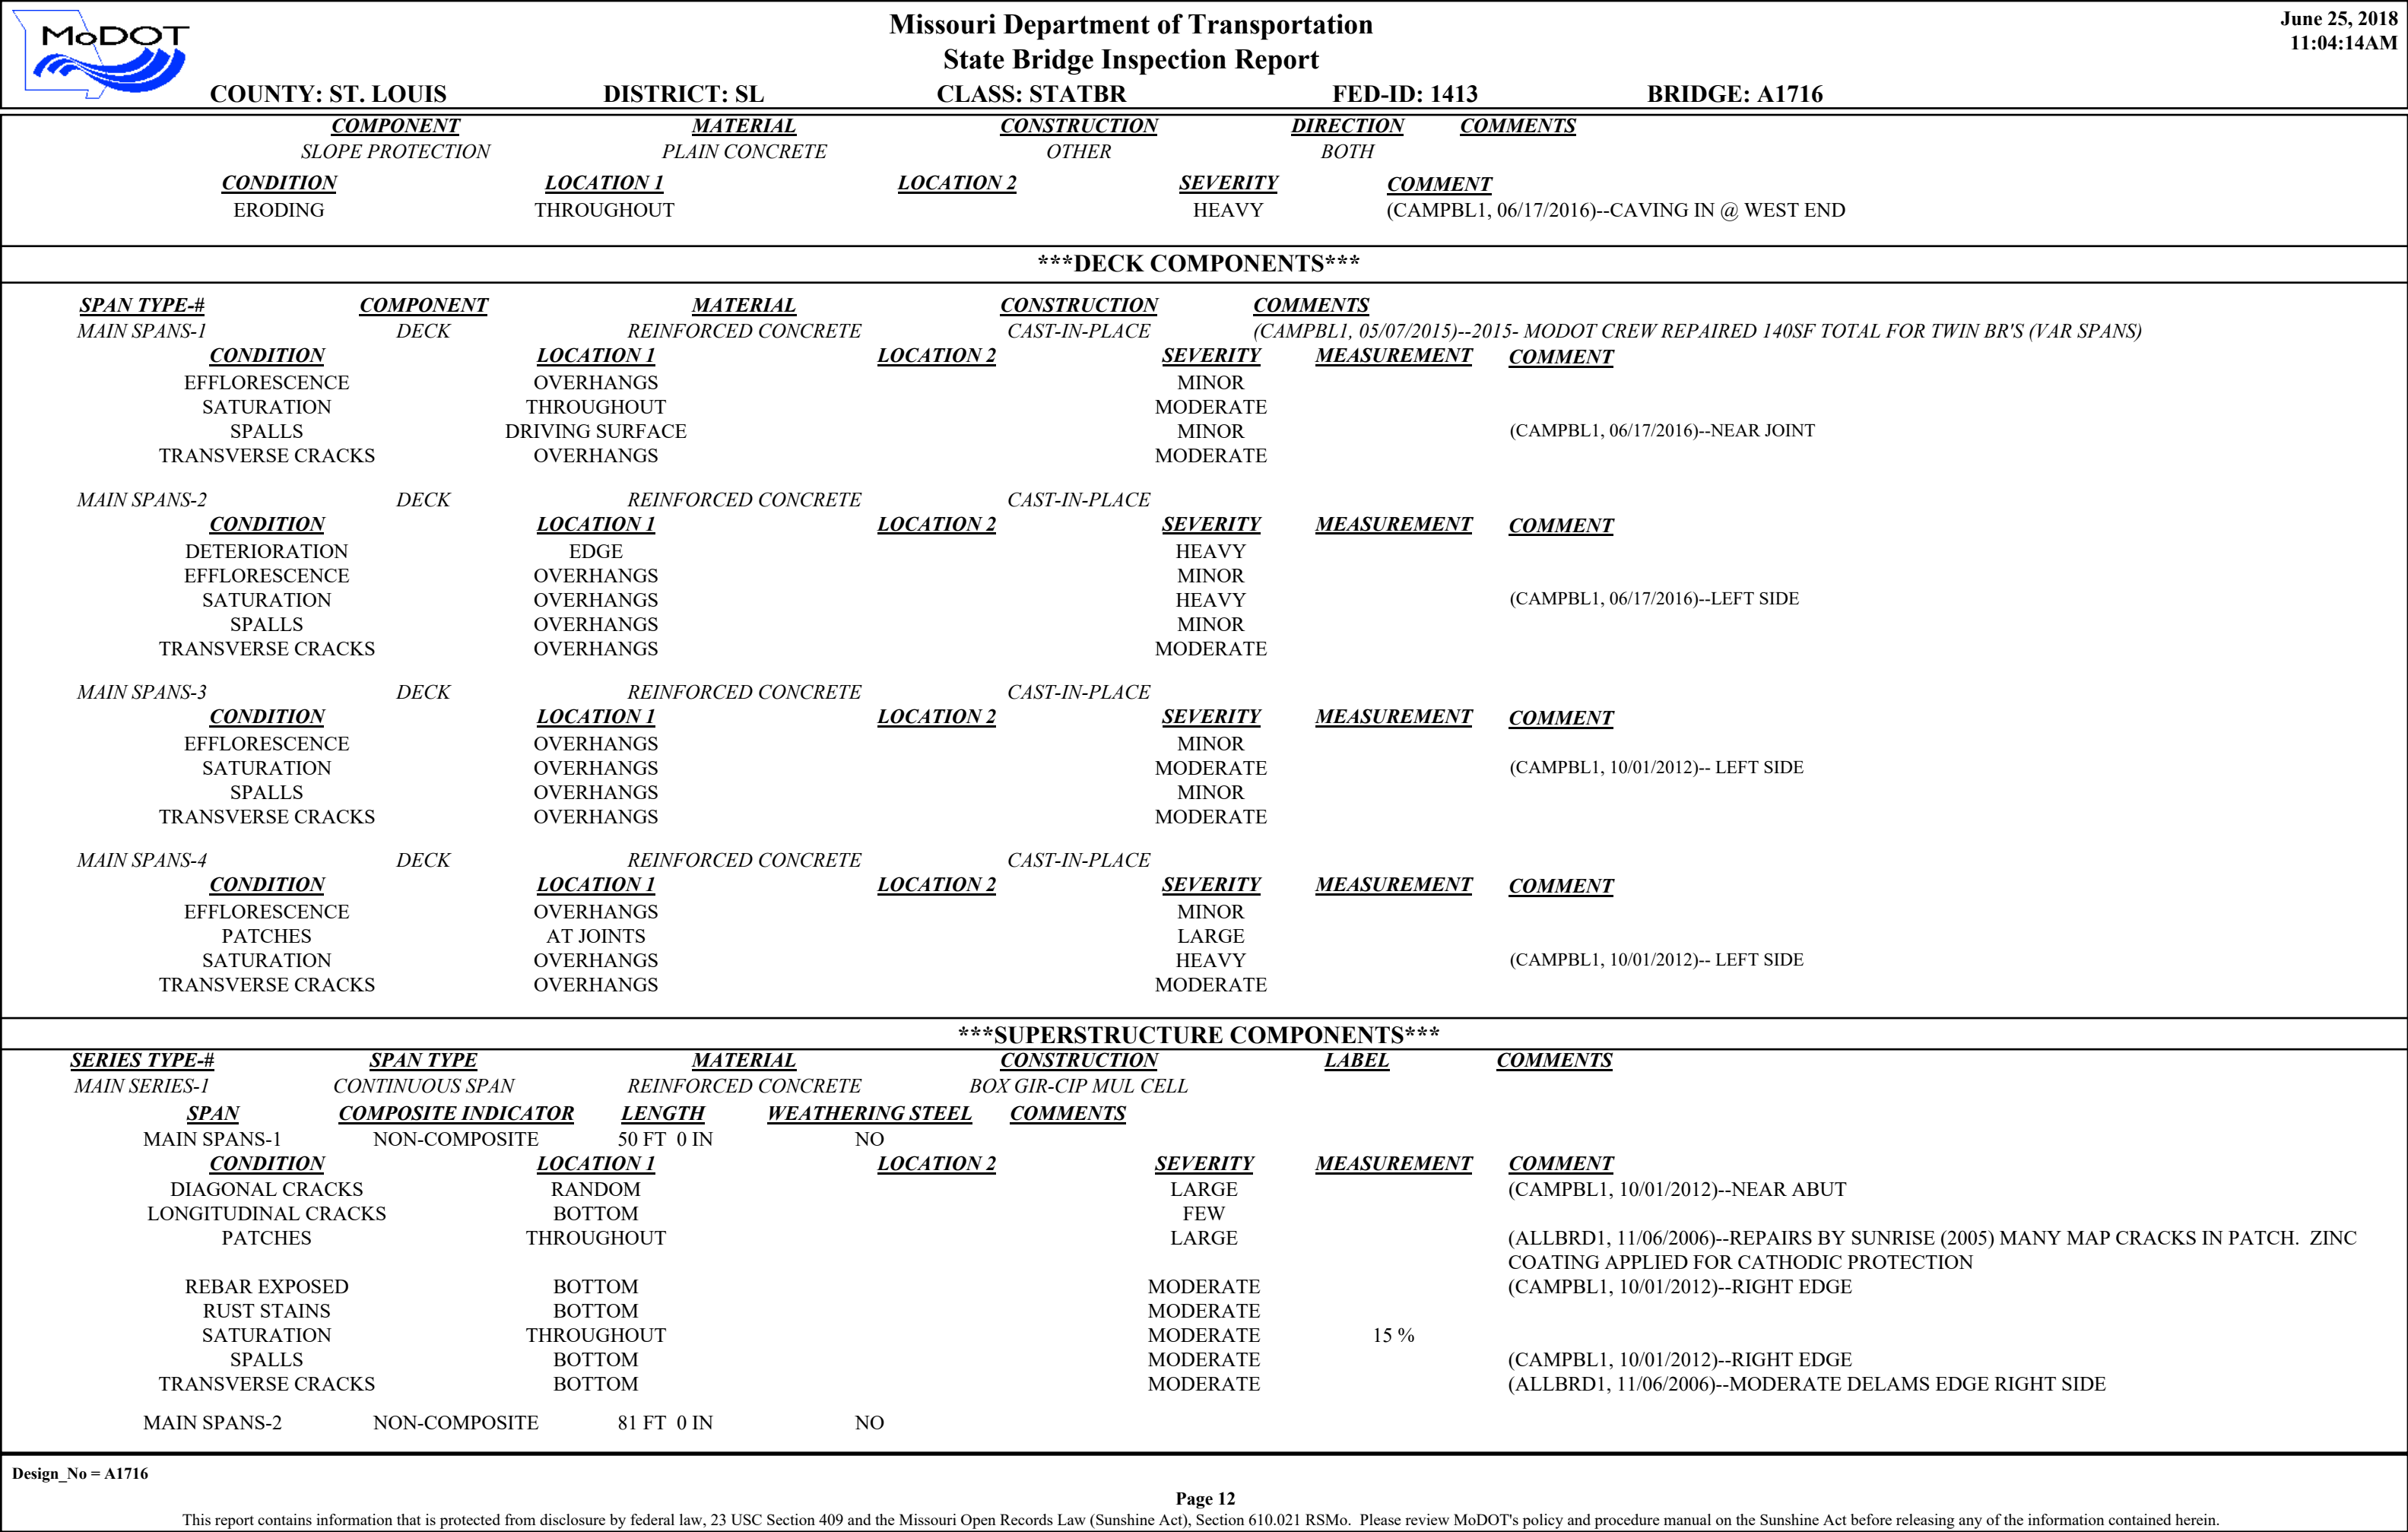 MoDOT
Missouri Department of Transportation
State Bridge Inspection Report
June 25, 2018
11:04:14AM
COUNTY: ST. LOUIS DISTRICT: SL CLASS: STATBR FED-ID: 1413 BRIDGE: A1716
COMPONENT MATERIAL CONSTRUCTION DIRECTION COMMENTS
SLOPE PROTECTION PLAIN CONCRETE OTHER BOTH
CONDITION LOCATION 1 LOCATION 2 SEVERITY COMMENT
ERODING THROUGHOUT HEAVY (CAMPBL1, 06/17/2016)--CAVING IN @ WEST END
***DECK COMPONENTS***
SPAN TYPE-# COMPONENT MATERIAL CONSTRUCTION COMMENTS
MAIN SPANS-1 DECK REINFORCED CONCRETE CAST-IN-PLACE (CAMPBL1, 05/07/2015)--2015- MODOT CREW REPAIRED 140SF TOTAL FOR TWIN BR'S (VAR SPANS)
CONDITION LOCATION 1 LOCATION 2 SEVERITY MEASUREMENT COMMENT
EFFLORESCENCE OVERHANGS MINOR
SATURATION THROUGHOUT MODERATE
SPALLS DRIVING SURFACE MINOR (CAMPBL1, 06/17/2016)--NEAR JOINT
TRANSVERSE CRACKS OVERHANGS MODERATE
MAIN SPANS-2 DECK REINFORCED CONCRETE CAST-IN-PLACE
CONDITION LOCATION 1 LOCATION 2 SEVERITY MEASUREMENT COMMENT
DETERIORATION EDGE HEAVY
EFFLORESCENCE OVERHANGS MINOR
SATURATION OVERHANGS HEAVY (CAMPBL1, 06/17/2016)--LEFT SIDE
SPALLS OVERHANGS MINOR
TRANSVERSE CRACKS OVERHANGS MODERATE
MAIN SPANS-3 DECK REINFORCED CONCRETE CAST-IN-PLACE
CONDITION LOCATION 1 LOCATION 2 SEVERITY MEASUREMENT COMMENT
EFFLORESCENCE OVERHANGS MINOR
SATURATION OVERHANGS MODERATE (CAMPBL1, 10/01/2012)-- LEFT SIDE
SPALLS OVERHANGS MINOR
TRANSVERSE CRACKS OVERHANGS MODERATE
MAIN SPANS-4 DECK REINFORCED CONCRETE CAST-IN-PLACE
CONDITION LOCATION 1 LOCATION 2 SEVERITY MEASUREMENT COMMENT
EFFLORESCENCE OVERHANGS MINOR
PATCHES AT JOINTS LARGE
SATURATION OVERHANGS HEAVY (CAMPBL1, 10/01/2012)-- LEFT SIDE
TRANSVERSE CRACKS OVERHANGS MODERATE
***SUPERSTRUCTURE COMPONENTS***
SERIES TYPE-# SPAN TYPE MATERIAL CONSTRUCTION LABEL COMMENTS
MAIN SERIES-1 CONTINUOUS SPAN REINFORCED CONCRETE BOX GIR-CIP MUL CELL
SPAN COMPOSITE INDICATOR LENGTH WEATHERING STEEL COMMENTS
MAIN SPANS-1 NON-COMPOSITE 50 FT 0 IN NO
CONDITION LOCATION 1 LOCATION 2 SEVERITY MEASUREMENT COMMENT
DIAGONAL CRACKS RANDOM LARGE (CAMPBL1, 10/01/2012)--NEAR ABUT
LONGITUDINAL CRACKS BOTTOM FEW
PATCHES THROUGHOUT LARGE (ALLBRD1, 11/06/2006)--REPAIRS BY SUNRISE (2005) MANY MAP CRACKS IN PATCH. ZINC
COATING APPLIED FOR CATHODIC PROTECTION
REBAR EXPOSED BOTTOM MODERATE (CAMPBL1, 10/01/2012)--RIGHT EDGE
RUST STAINS BOTTOM MODERATE
SATURATION THROUGHOUT MODERATE 15 %
SPALLS BOTTOM MODERATE (CAMPBL1, 10/01/2012)--RIGHT EDGE
TRANSVERSE CRACKS BOTTOM MODERATE (ALLBRD1, 11/06/2006)--MODERATE DELAMS EDGE RIGHT SIDE
MAIN SPANS-2 NON-COMPOSITE 81 FT 0 IN NO
Design_No = A1716
Page 12
This report contains information that is protected from disclosure by federal law, 23 USC Section 409 and the Missouri Open Records Law (Sunshine Act), Section 610.021 RSMo. Please review MoDOT's policy and procedure manual on the Sunshine Act before releasing any of the information contained herein.